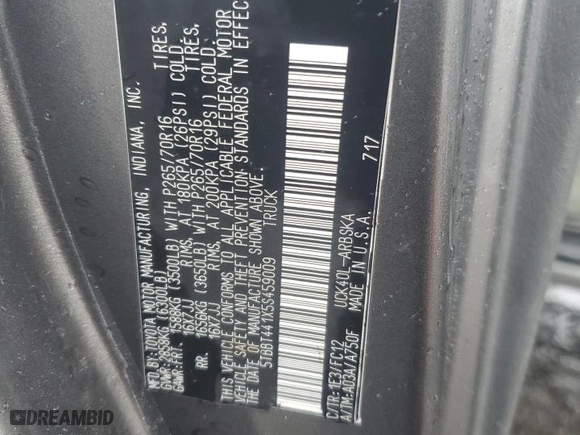 MFD. BY: TOYOTA MOTOR MANUFACTURING, INDIANA, INC.
GVWR: 2858KG (6300LB)
GAWR: FRT. 1588KG (3500LB) WITH P265/70R16 TIRES,
16X7JJ RIMS, AT 180KPA (26PSI) COLD.
RR. 1656KG (3650LB) WITH P265/70R16 TIRES,
16X7JJ RIMS, AT 200KPA (29PSI) COLD.
THIS VEHICLE CONFORMS TO ALL APPLICABLE FEDERAL MOTOR
VEHICLE SAFETY AND THEFT PREVENTION STANDARDS IN EFFECT
ON THE DATE OF MANUFACTURE SHOWN ABOVE.
5TBBT441X5S459009 TRUCK
717
C/TR: 1E3/FC12 UCK40L-APBSKA
A/TM: A03A/A750F MADE IN U.S.A.
DREAMBID